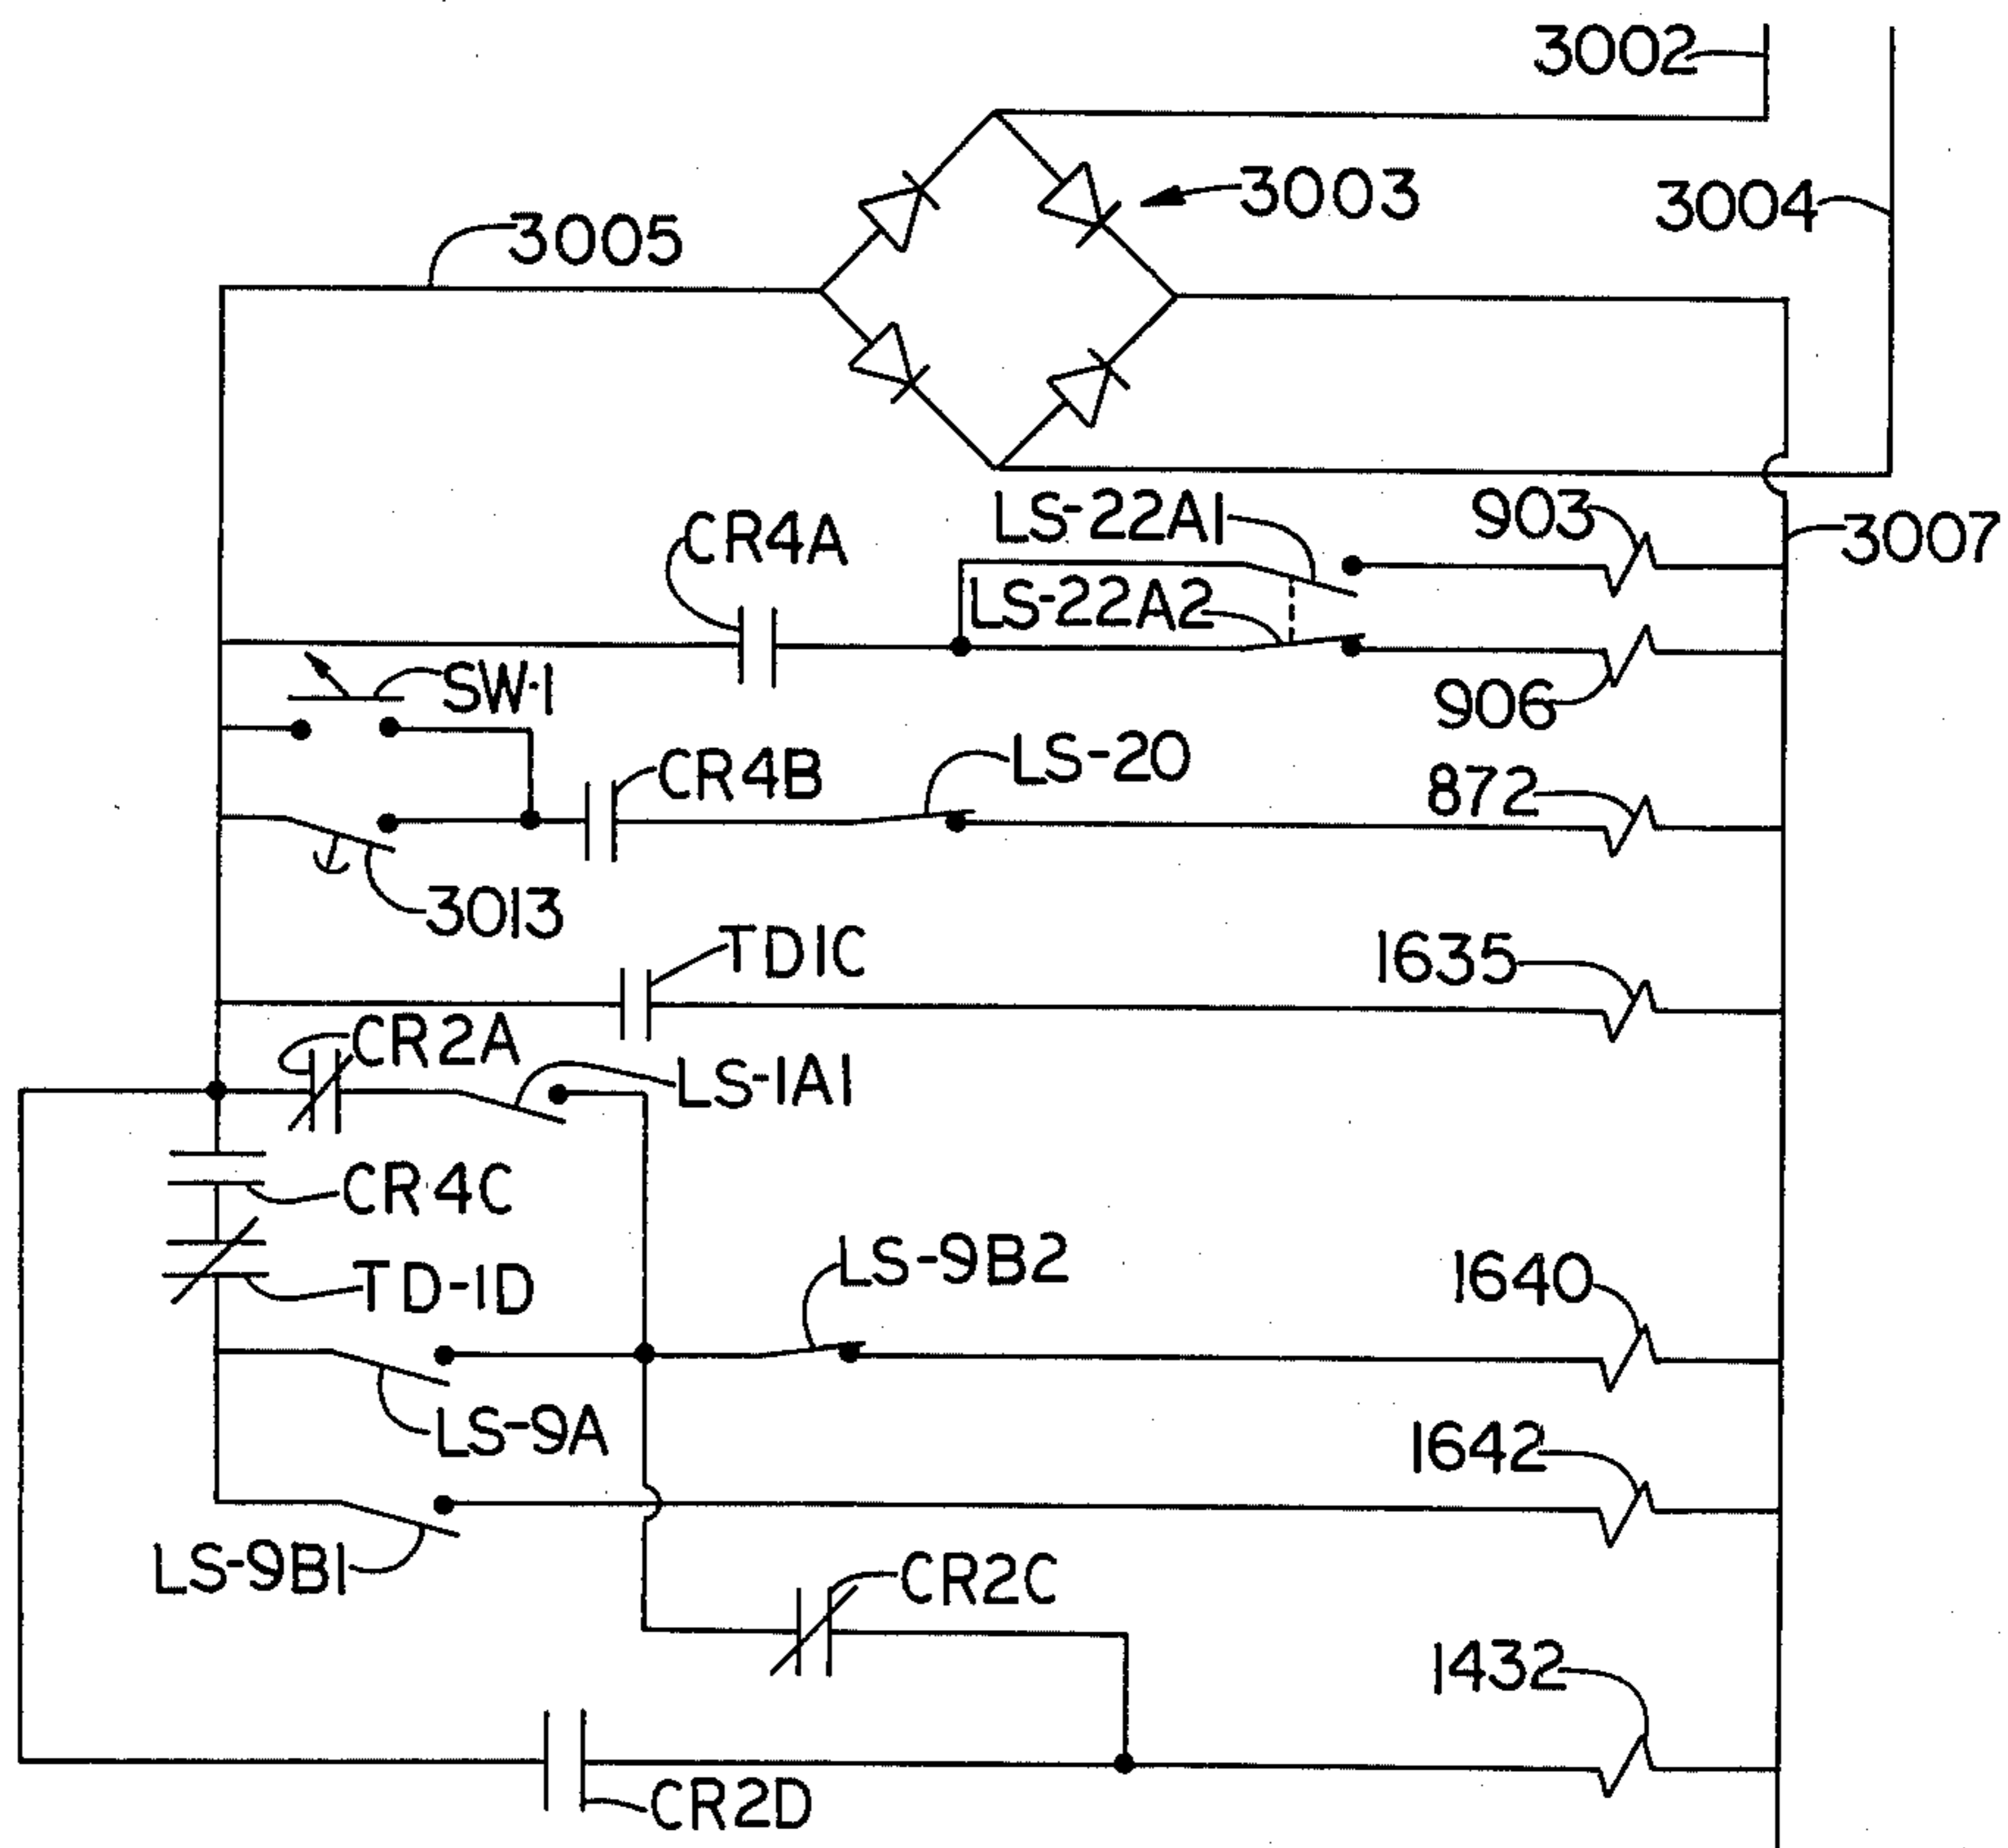 3002
3003
3004
3005
LS-22A1
903
3007
CR4A
LS-22A2
SW-1
906
CR4B
LS-20
872
3013
TD1C
1635
CR2A
LS-1A1
CR4C
LS-9B2
1640
TD-1D
LS-9A
1642
LS-9B1
CR2C
1432
CR2D